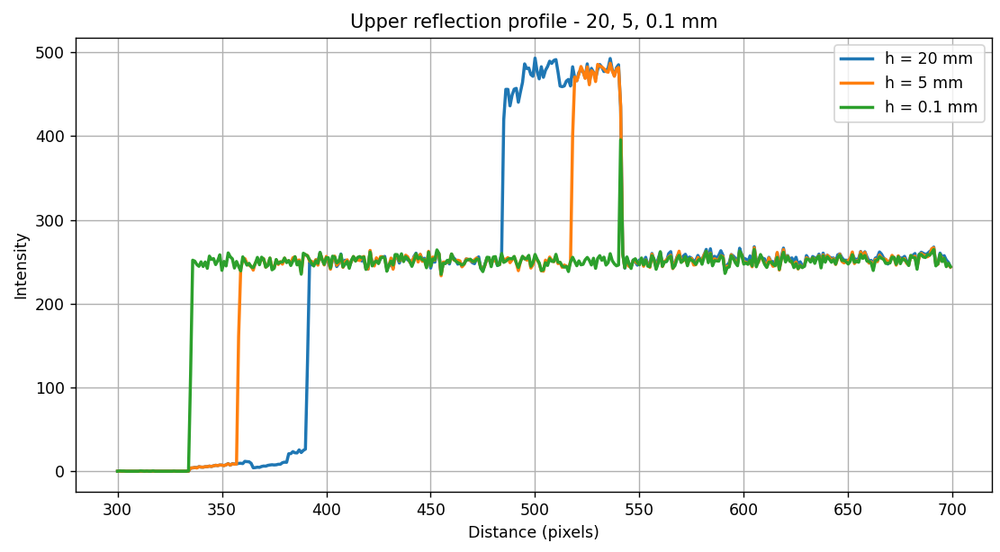 Upper reflection profile - 20, 5, 0.1 mm
h = 20 mm
h = 5 mm
h = 0.1 mm
500
400
300
200
100
0
Intensity
300 350 400 450 500 550 600 650 700
Distance (pixels)